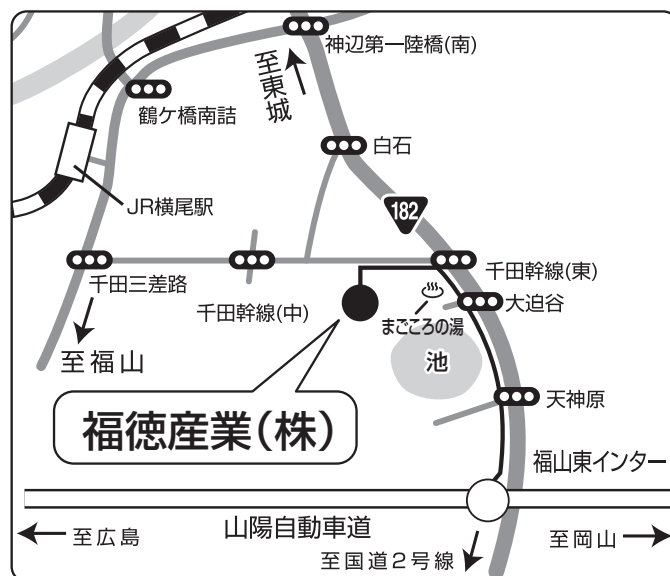 神辺第一陸橋(南)
至東城
鶴ケ橋南詰
白石
JR横尾駅
182
千田三差路
千田幹線(中)
千田幹線(東)
大迫谷
まごころの湯
至福山
池
天神原
福徳産業(株)
福山東インター
山陽自動車道
至広島
至岡山
至国道2号線